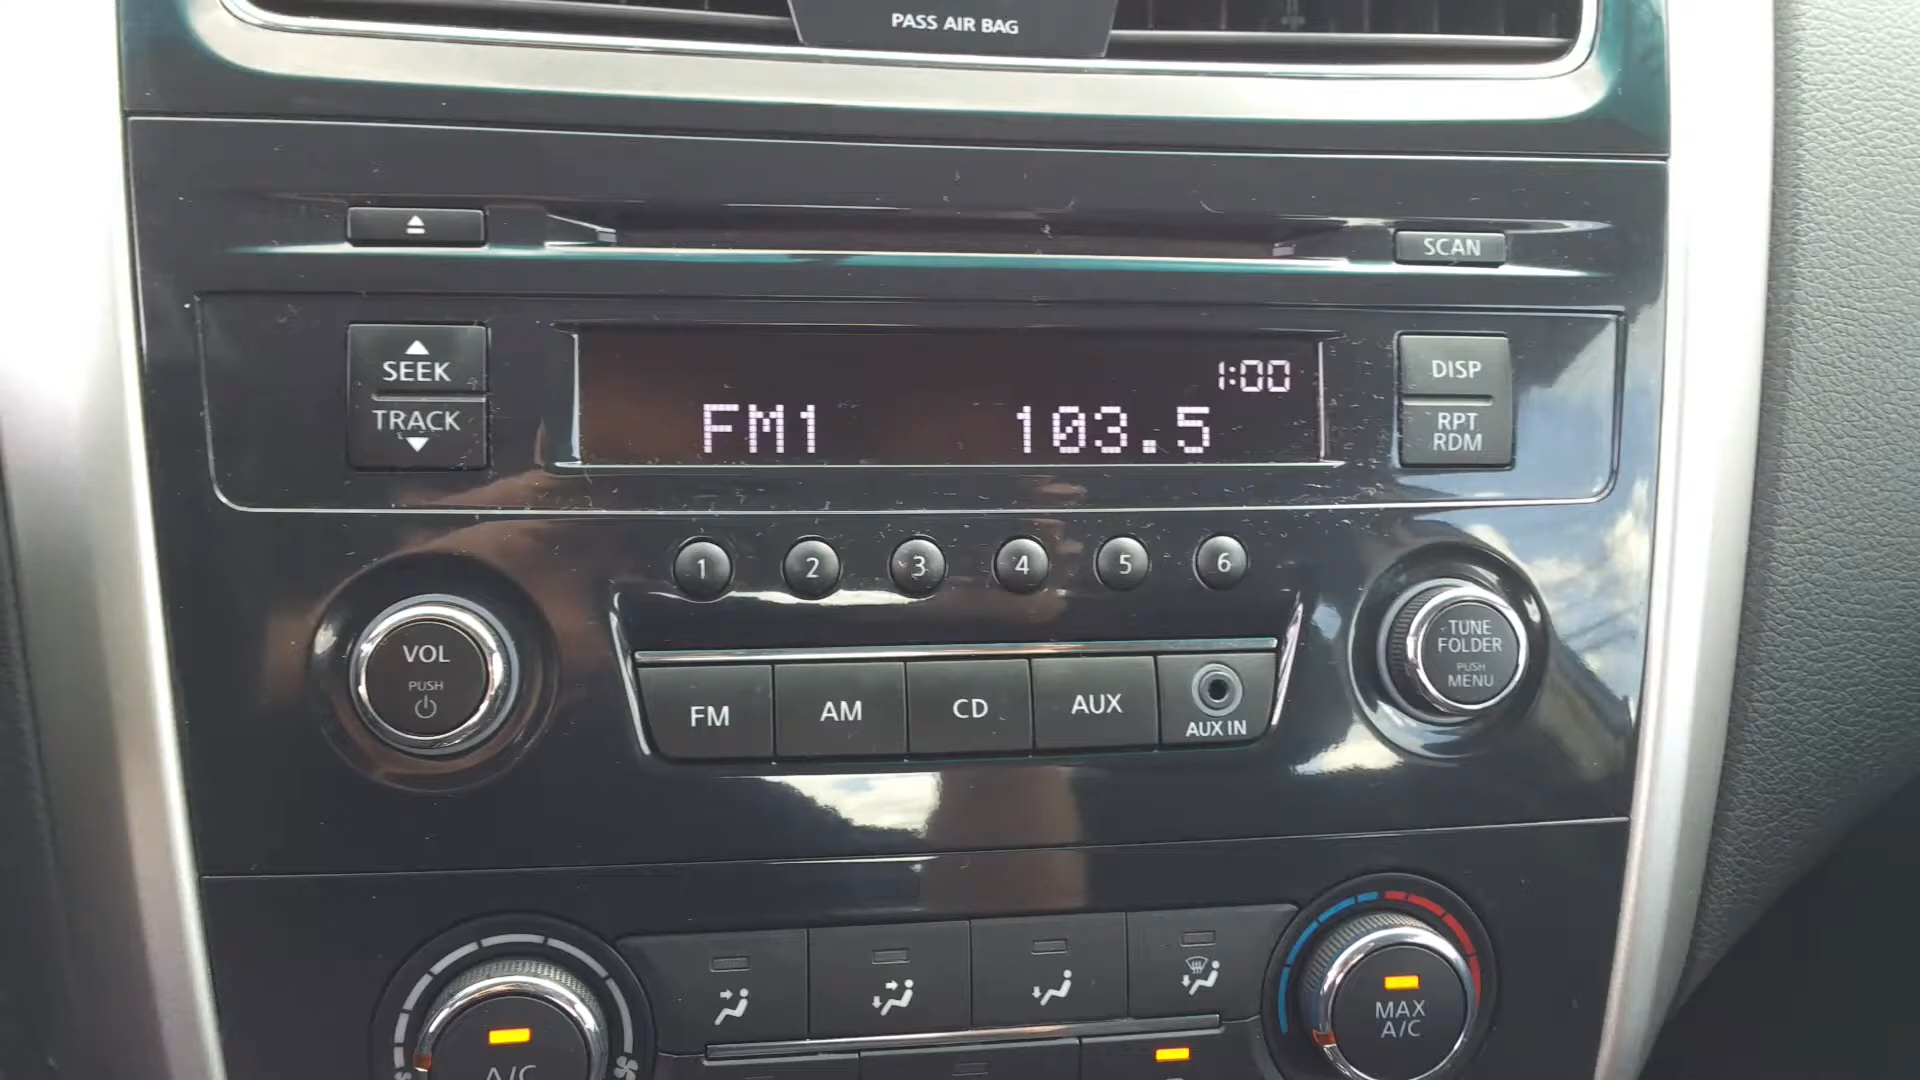 PASS AIR BAG
SCAN
SEEK
TRACK
1:00
FM1 103.5
DISP
RPT
RDM
1 2 3 4 5 6
VOL
PUSH
TUNE
FOLDER
PUSH
MENU
FM AM CD AUX
AUX IN
MAX
A/C
A/C